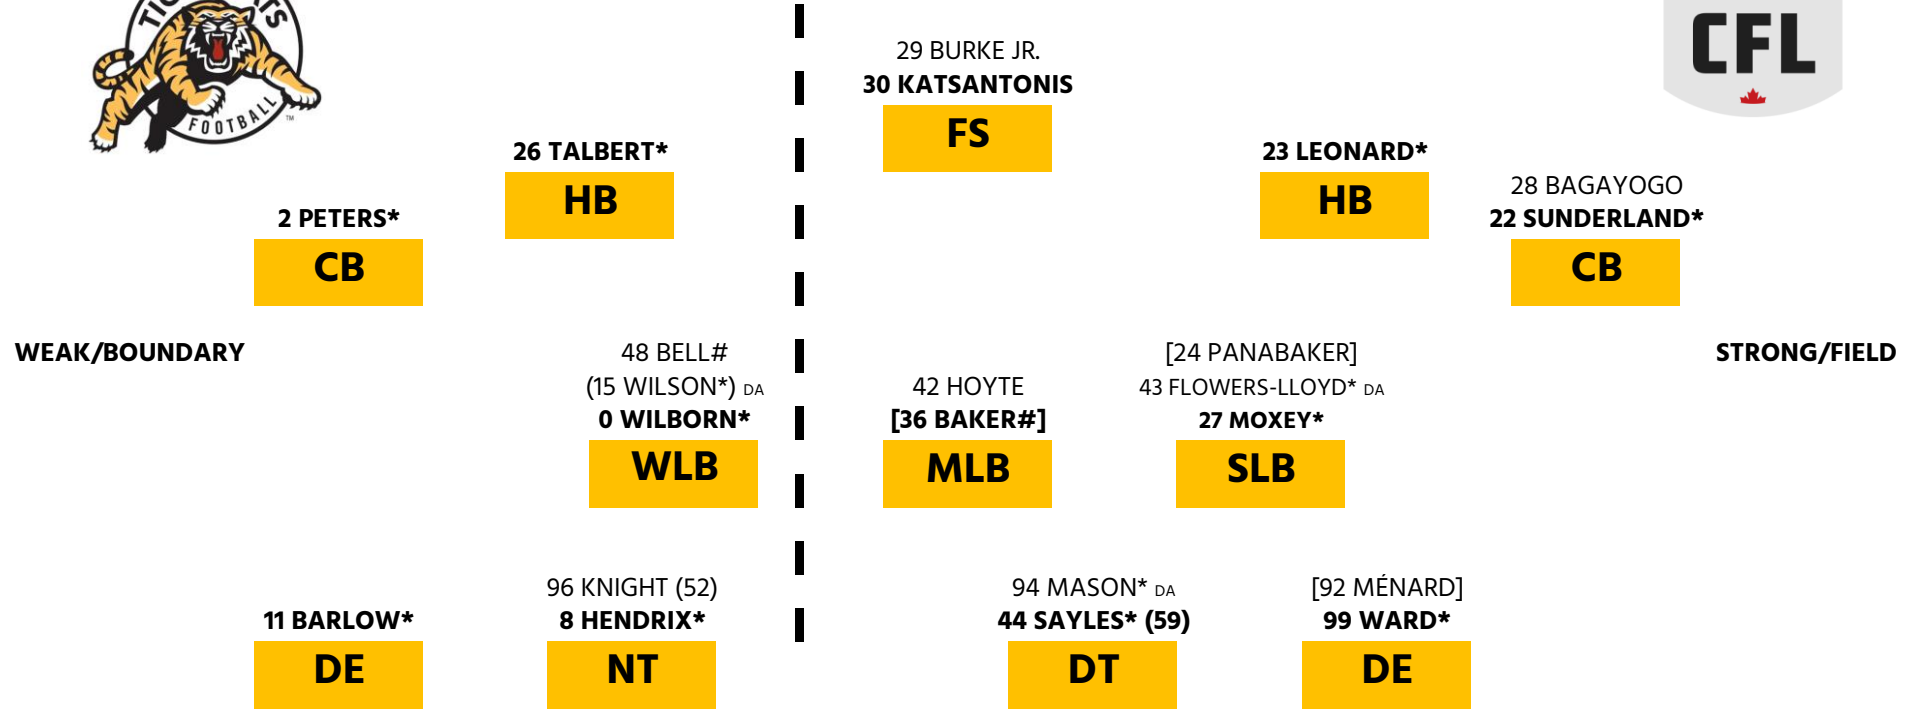 FOOTBALL
TM
CFL
29 BURKE JR.
30 KATSANTONIS
FS
26 TALBERT*
HB
23 LEONARD*
HB
28 BAGAYOGO
22 SUNDERLAND*
CB
2 PETERS*
CB
WEAK/BOUNDARY
STRONG/FIELD
48 BELL#
(15 WILSON*) DA
0 WILBORN*
WLB
42 HOYTE
[36 BAKER#]
MLB
[24 PANABAKER]
43 FLOWERS-LLOYD* DA
27 MOXEY*
SLB
11 BARLOW*
DE
96 KNIGHT (52)
8 HENDRIX*
NT
94 MASON* DA
44 SAYLES* (59)
DT
[92 MÉNARD]
99 WARD*
DE